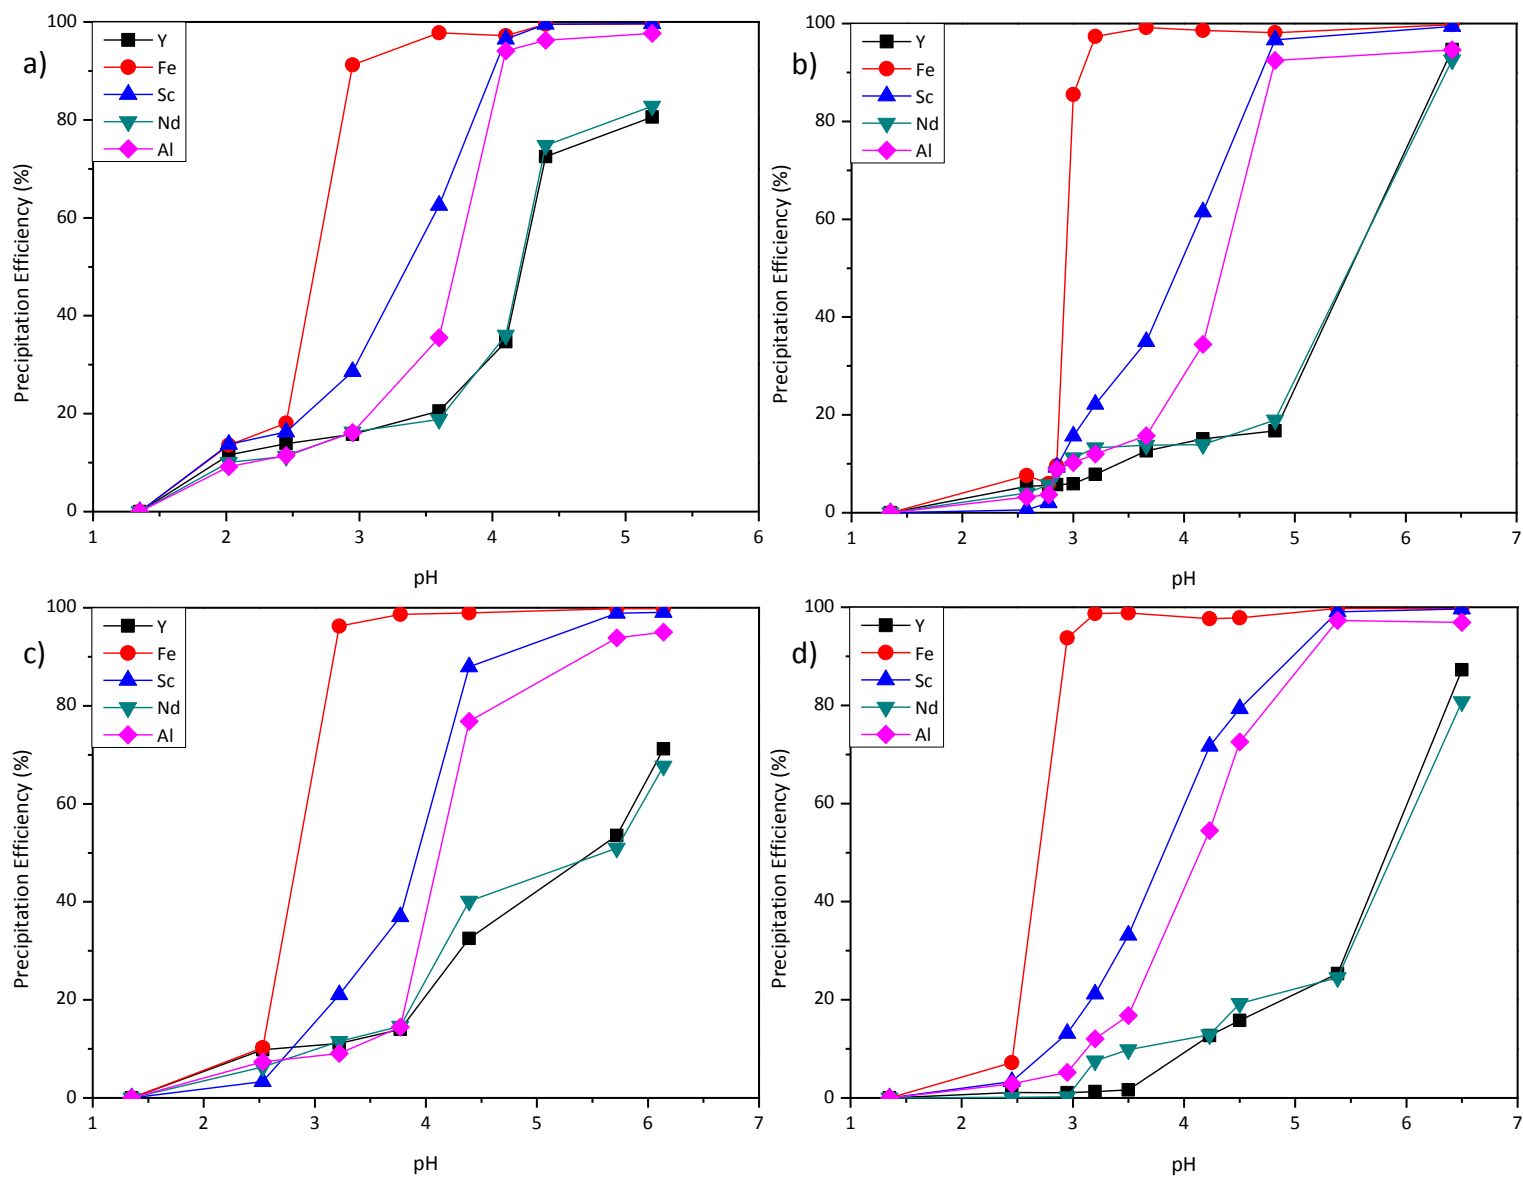 a)
Y
Fe
Sc
Nd
Al
100
80
60
40
20
0
1 2 3 4 5 6
Precipitation Efficiency (%)
pH
b)
Y
Fe
Sc
Nd
Al
100
80
60
40
20
0
1 2 3 4 5 6 7
Precipitation Efficiency (%)
pH
c)
Y
Fe
Sc
Nd
Al
100
80
60
40
20
0
1 2 3 4 5 6 7
Precipitation Efficiency (%)
pH
d)
Y
Fe
Sc
Nd
Al
100
80
60
40
20
0
1 2 3 4 5 6 7
Precipitation Efficiency (%)
pH